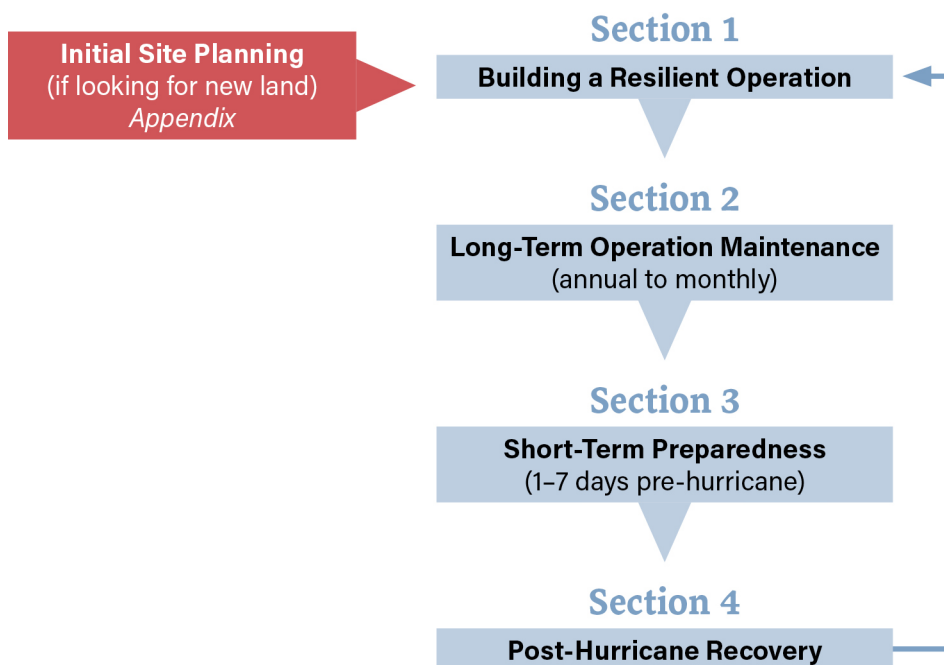 Initial Site Planning
(if looking for new land)
Appendix
Section 1
Building a Resilient Operation
Section 2
Long-Term Operation Maintenance
(annual to monthly)
Section 3
Short-Term Preparedness
(1–7 days pre-hurricane)
Section 4
Post-Hurricane Recovery